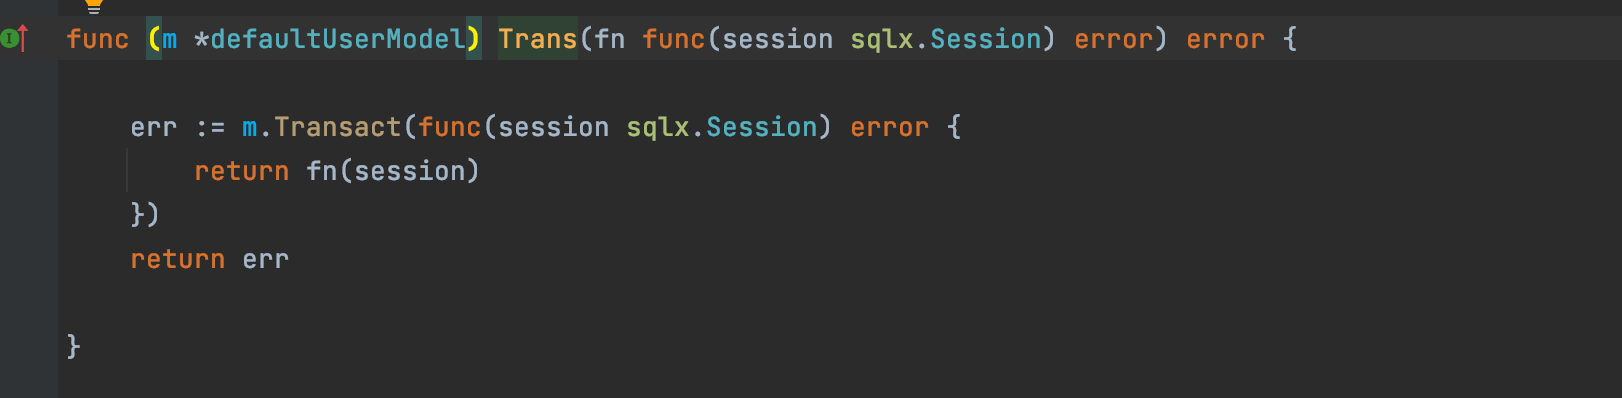 func (m *defaultUserModel) Trans(fn func(session sqlx.Session) error) error {
err := m.Transact(func(session sqlx.Session) error {
return fn(session)
})
return err
}